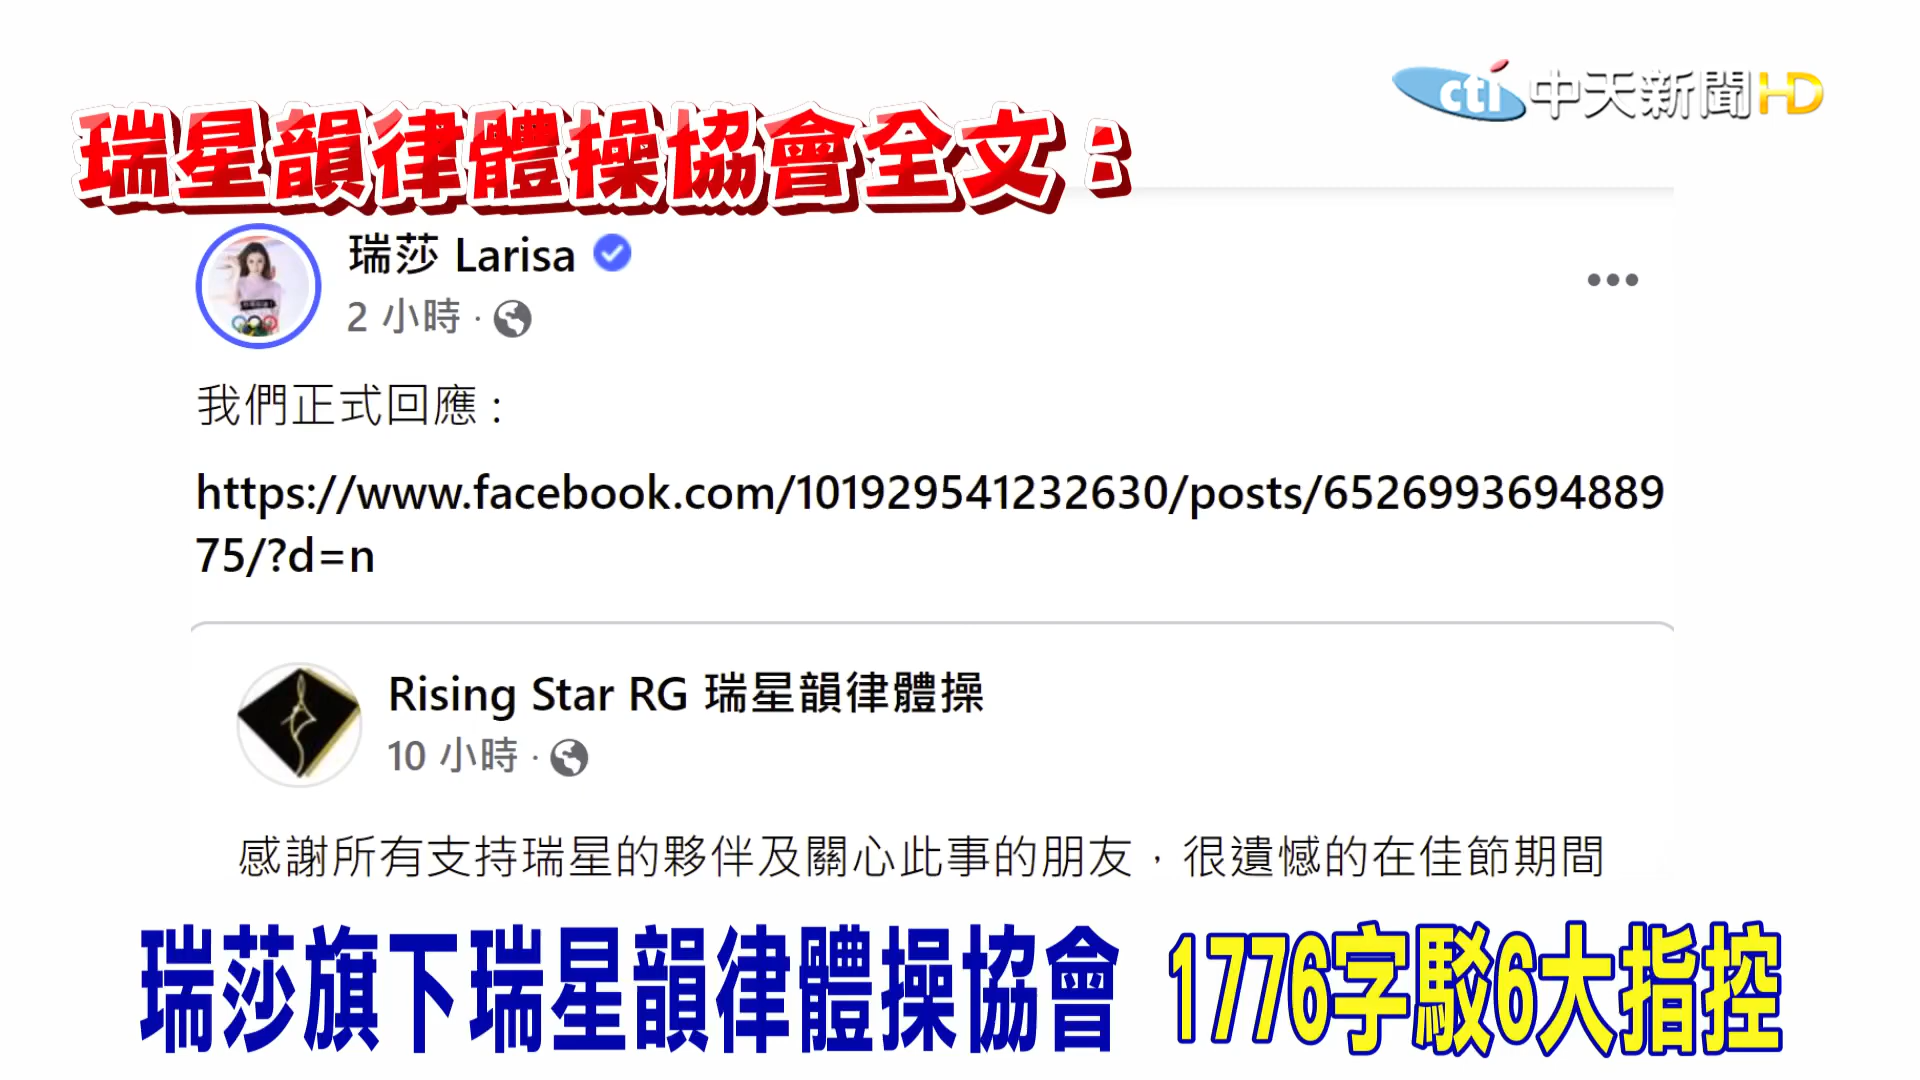 cti中天新聞HD
瑞星韻律體操協會全文：
瑞莎 Larisa
2 小時 ·
我們正式回應 :
https://www.facebook.com/101929541232630/posts/6526993694889
75/?d=n
Rising Star RG 瑞星韻律體操
10 小時 ·
感謝所有支持瑞星的夥伴及關心此事的朋友，很遺憾的在佳節期間
瑞莎旗下瑞星韻律體操協會 1776字駁6大指控